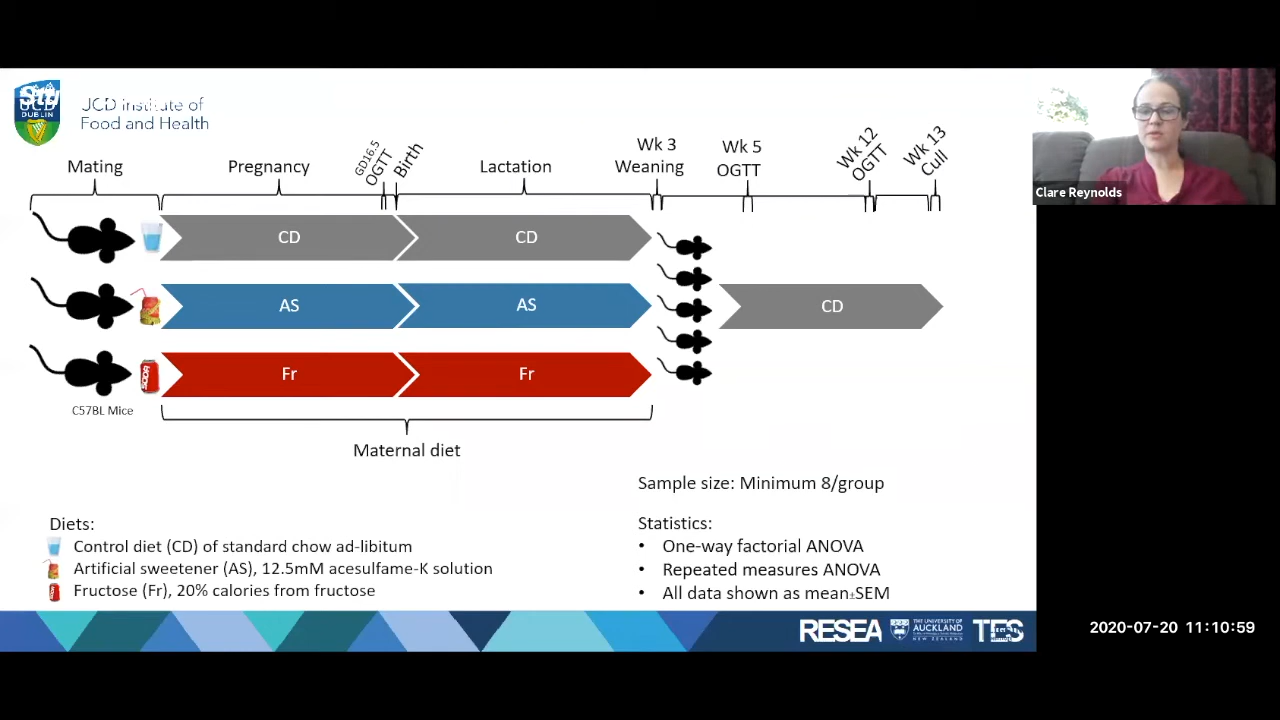 UCD
DUBLIN
UCD Institute of
Food and Health
Mating
Pregnancy
GD16.5
OGTT
Birth
Lactation
Wk 3
Weaning
Wk 5
OGTT
Wk 12
OGTT
Wk 13
Cull
Clare Reynolds
CD
CD
AS
AS
CD
SODA
Fr
Fr
C57BL Mice
Maternal diet
Sample size: Minimum 8/group
Diets:
Control diet (CD) of standard chow ad-libitum
Artificial sweetener (AS), 12.5mM acesulfame-K solution
Fructose (Fr), 20% calories from fructose
Statistics:
• One-way factorial ANOVA
• Repeated measures ANOVA
• All data shown as mean±SEM
RESEA
THE UNIVERSITY OF
AUCKLAND
NEW ZEALAND
2020-07-20 11:10:59